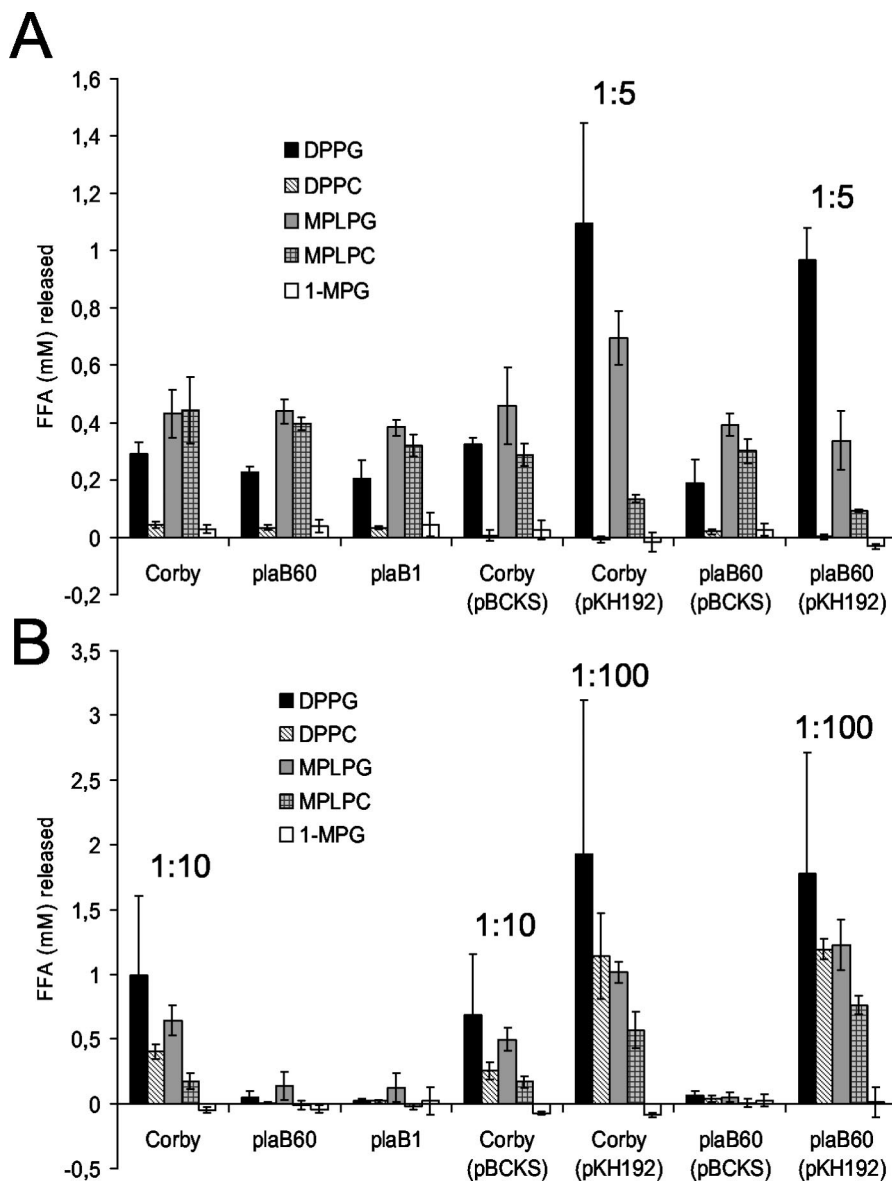 A
1,6
1,4
1,2
1
0,8
0,6
0,4
0,2
0
-0,2
FFA (mM) released
DPPG
DPPC
MPLPG
MPLPC
1-MPG
1:5
1:5
Corby
plaB60
plaB1
Corby
(pBCKS)
Corby
(pKH192)
plaB60
(pBCKS)
plaB60
(pKH192)
B
3,5
3
2,5
2
1,5
1
0,5
0
-0,5
FFA (mM) released
DPPG
DPPC
MPLPG
MPLPC
1-MPG
1:10
1:10
1:100
1:100
Corby
plaB60
plaB1
Corby
(pBCKS)
Corby
(pKH192)
plaB60
(pBCKS)
plaB60
(pKH192)